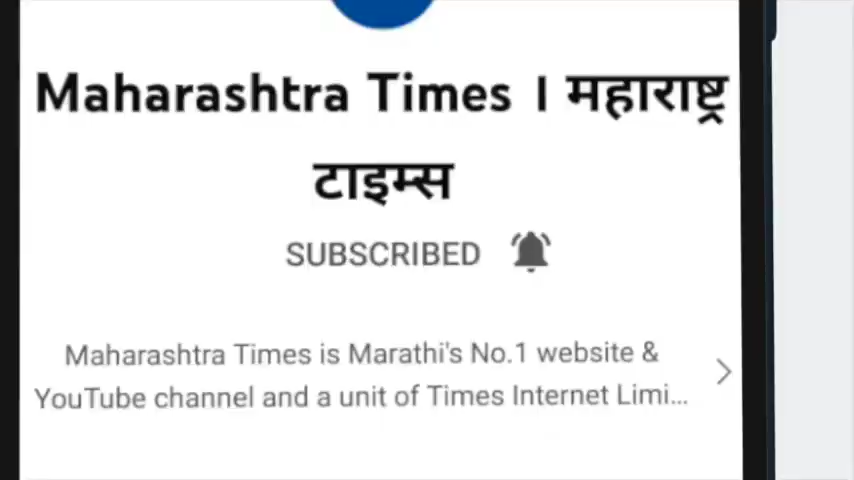 Maharashtra Times । महाराष्ट्र
टाइम्स
SUBSCRIBED
Maharashtra Times is Marathi's No.1 website &
YouTube channel and a unit of Times Internet Limi...